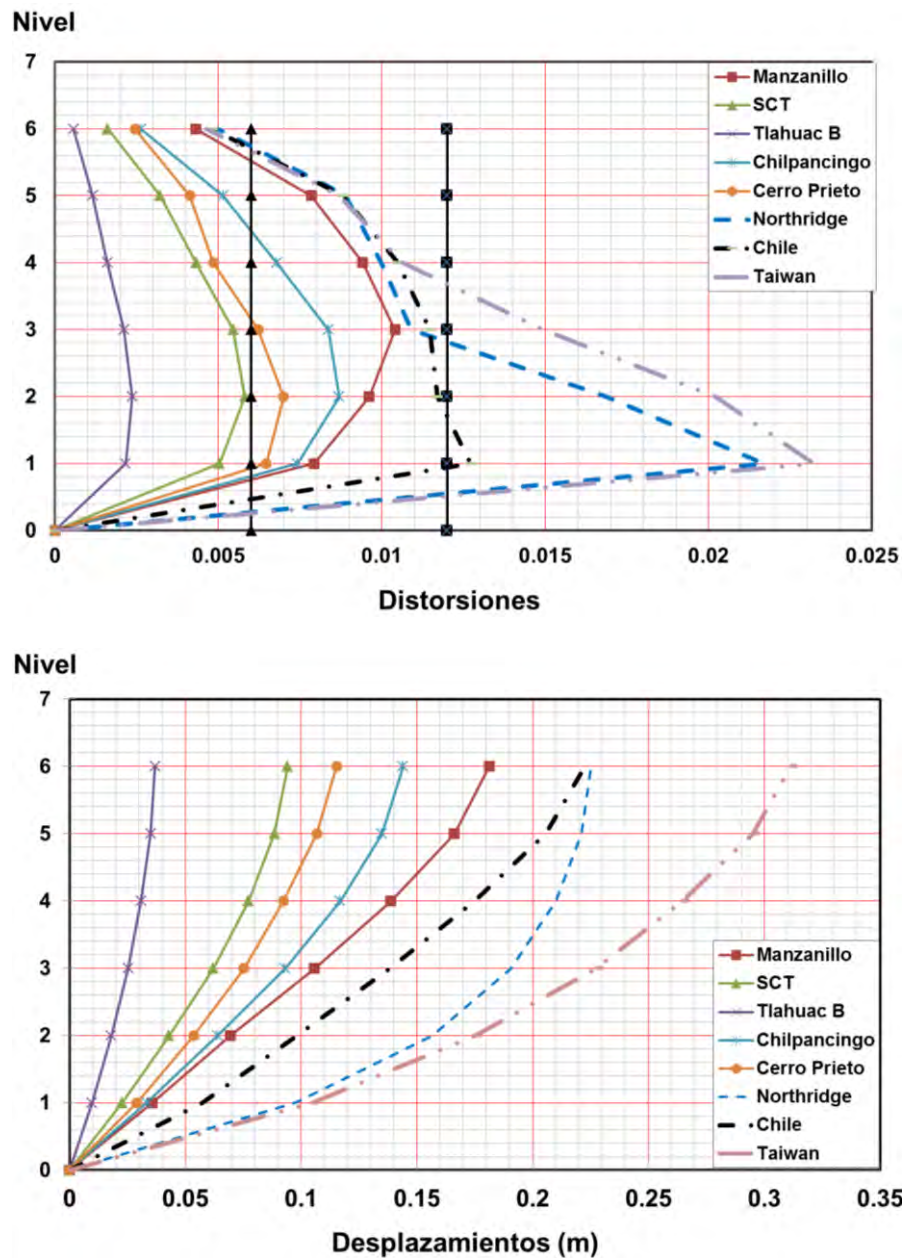 Nivel
7
6
5
4
3
2
1
0
0
0.005
0.01
0.015
0.02
0.025
Distorsiones
Manzanillo
SCT
Tlahuac B
Chilpancingo
Cerro Prieto
Northridge
Chile
Taiwan
Nivel
7
6
5
4
3
2
1
0
0
0.05
0.1
0.15
0.2
0.25
0.3
0.35
Desplazamientos (m)
Manzanillo
SCT
Tlahuac B
Chilpancingo
Cerro Prieto
Northridge
Chile
Taiwan